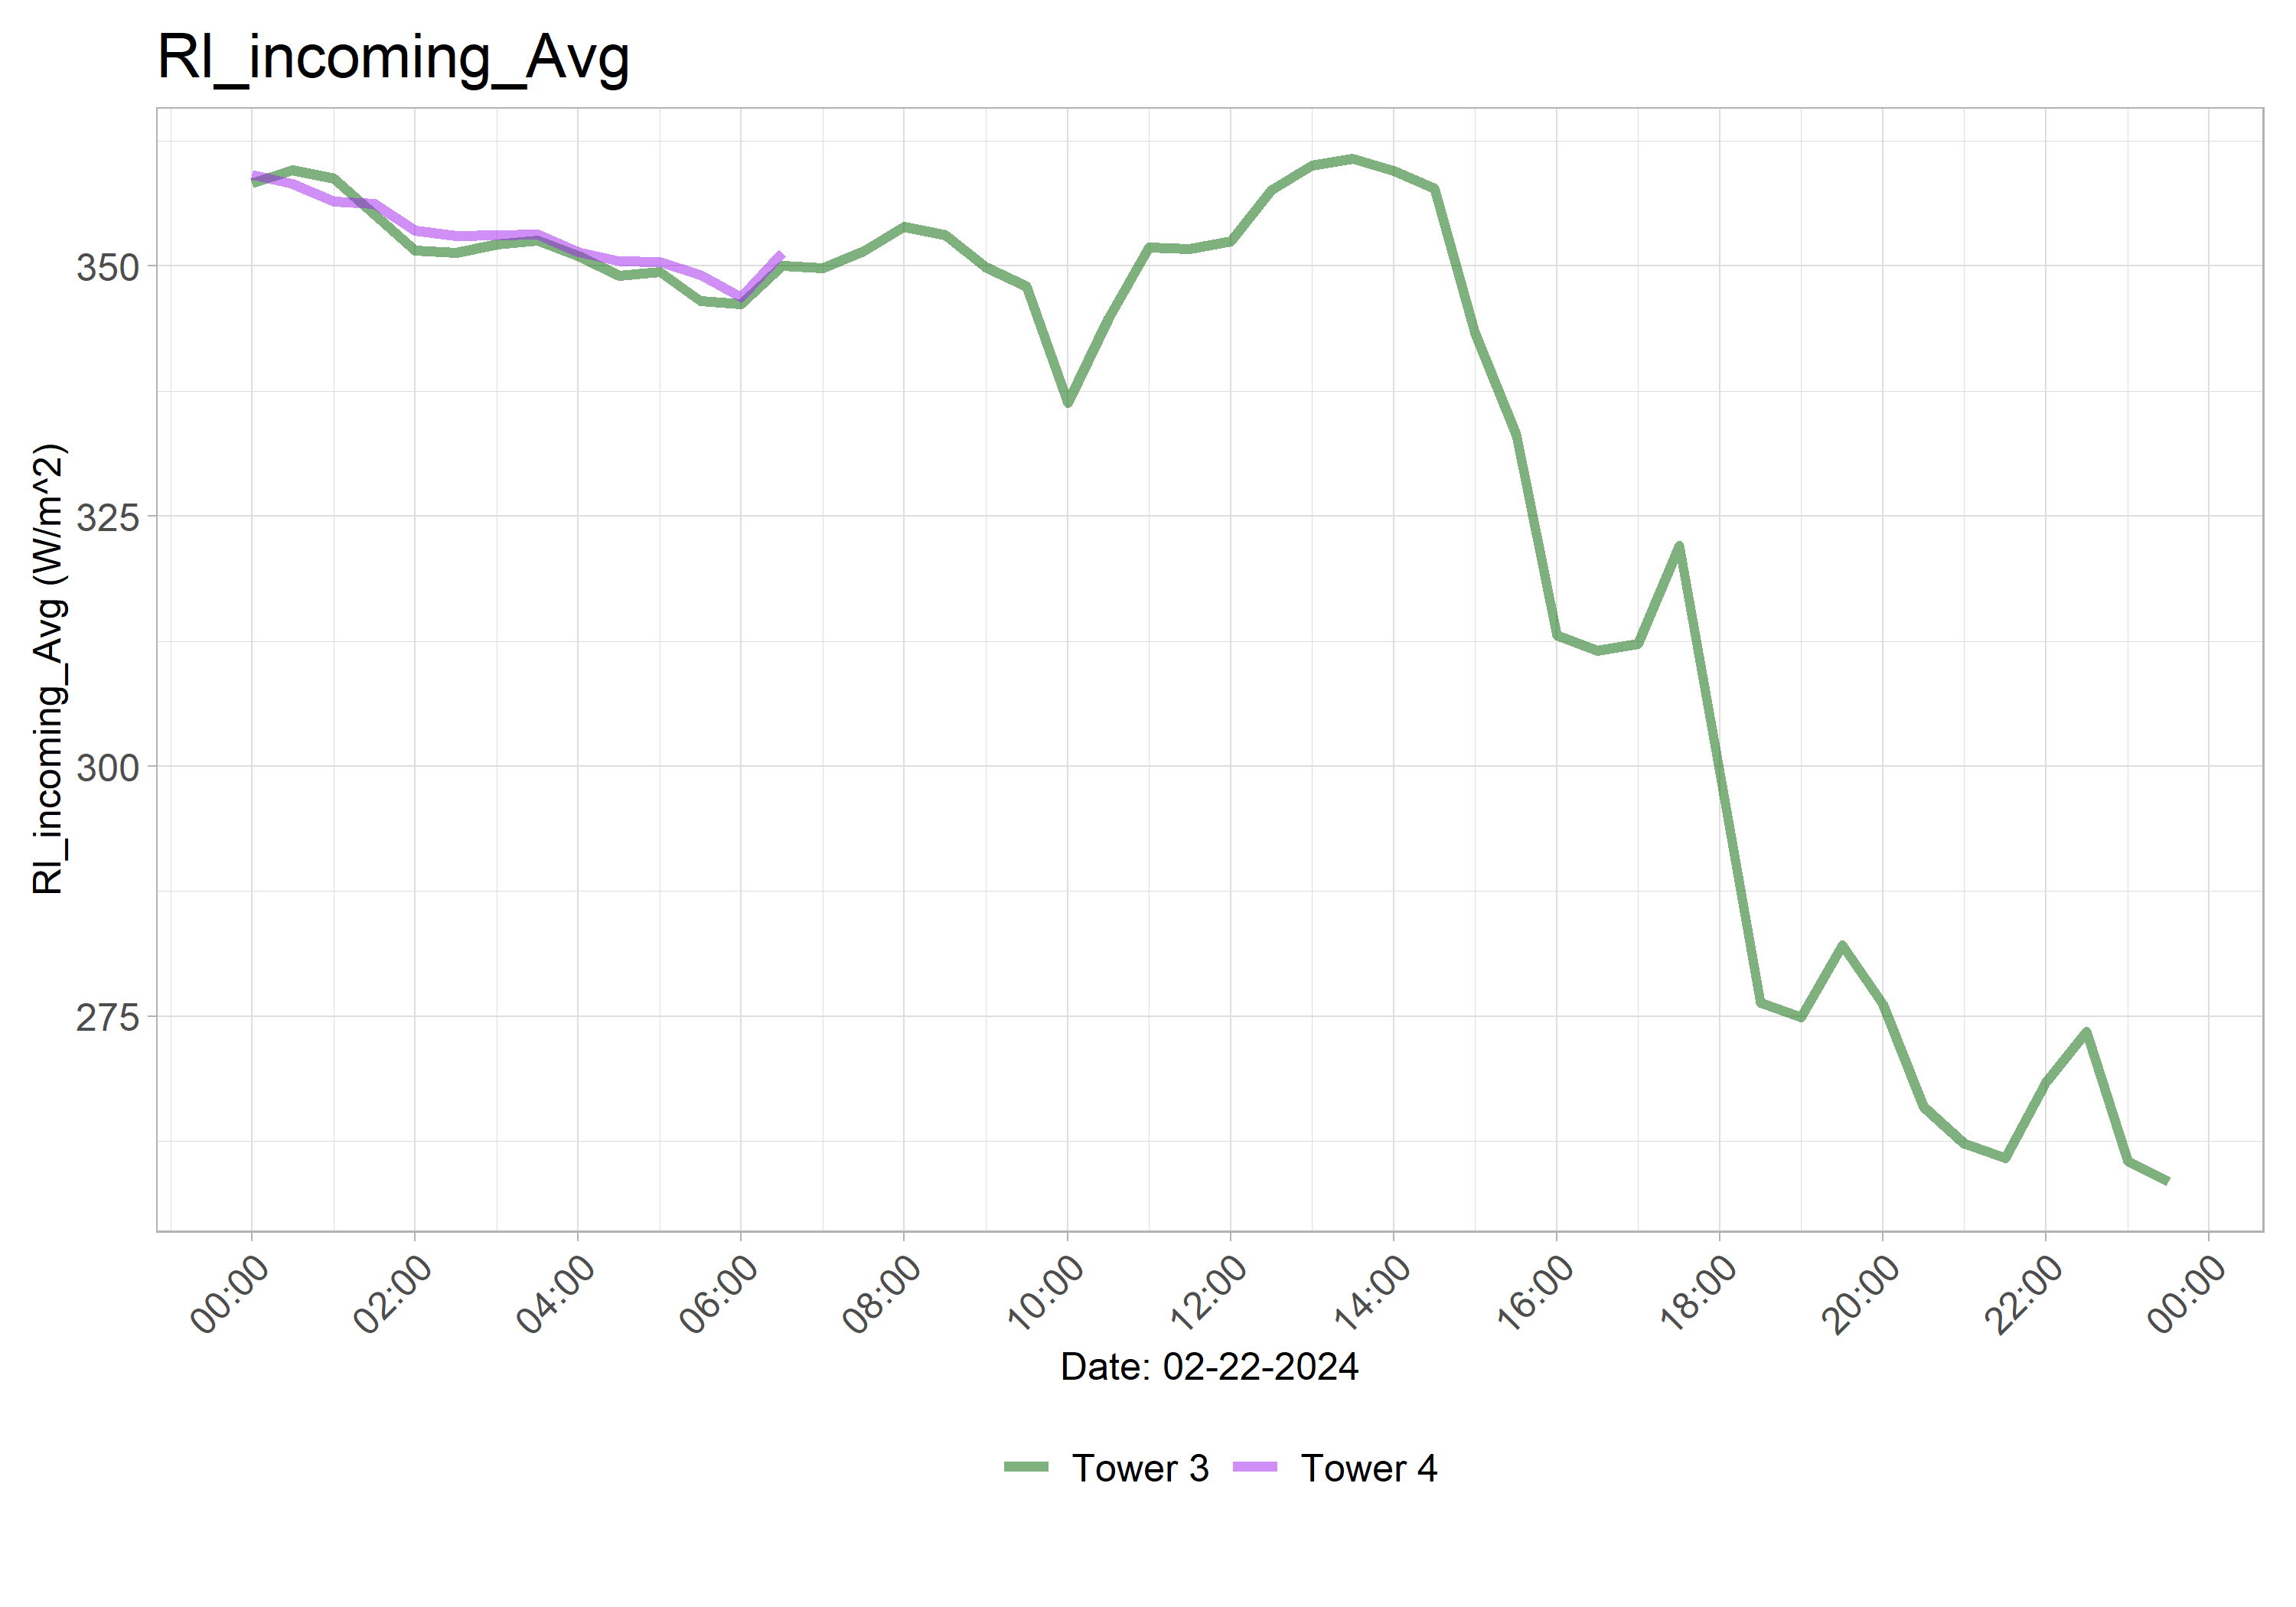 Rl_incoming_Avg
Rl_incoming_Avg (W/m^2)
350
325
300
275
00:00 02:00 04:00 06:00 08:00 10:00 12:00 14:00 16:00 18:00 20:00 22:00 00:00
Date: 02-22-2024
Tower 3 Tower 4